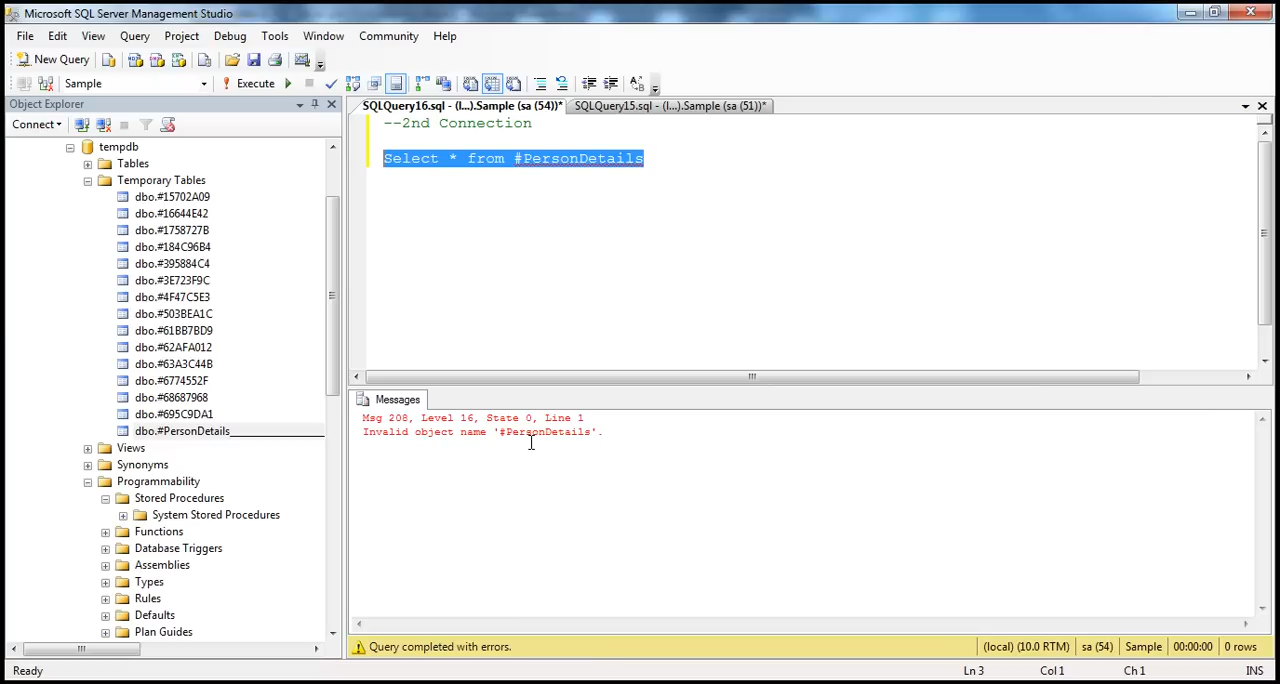 Microsoft SQL Server Management Studio
File Edit View Query Project Debug Tools Window Community Help
New Query
Sample Execute
Object Explorer
SQLQuery16.sql - (l...).Sample (sa (54))* SQLQuery15.sql - (l...).Sample (sa (51))*
Connect
--2nd Connection
Select * from #PersonDetails
tempdb
Tables
Temporary Tables
dbo.#15702A09
dbo.#16644E42
dbo.#1758727B
dbo.#184C96B4
dbo.#395884C4
dbo.#3E723F9C
dbo.#4F47C5E3
dbo.#503BEA1C
dbo.#61BB7BD9
dbo.#62AFA012
dbo.#63A3C44B
dbo.#6774552F
dbo.#68687968
dbo.#695C9DA1
dbo.#PersonDetails________________
Views
Synonyms
Programmability
Stored Procedures
System Stored Procedures
Functions
Database Triggers
Assemblies
Types
Rules
Defaults
Plan Guides
Messages
Msg 208, Level 16, State 0, Line 1
Invalid object name '#PersonDetails'.
Query completed with errors. (local) (10.0 RTM) sa (54) Sample 00:00:00 0 rows
Ready Ln 3 Col 1 Ch 1 INS